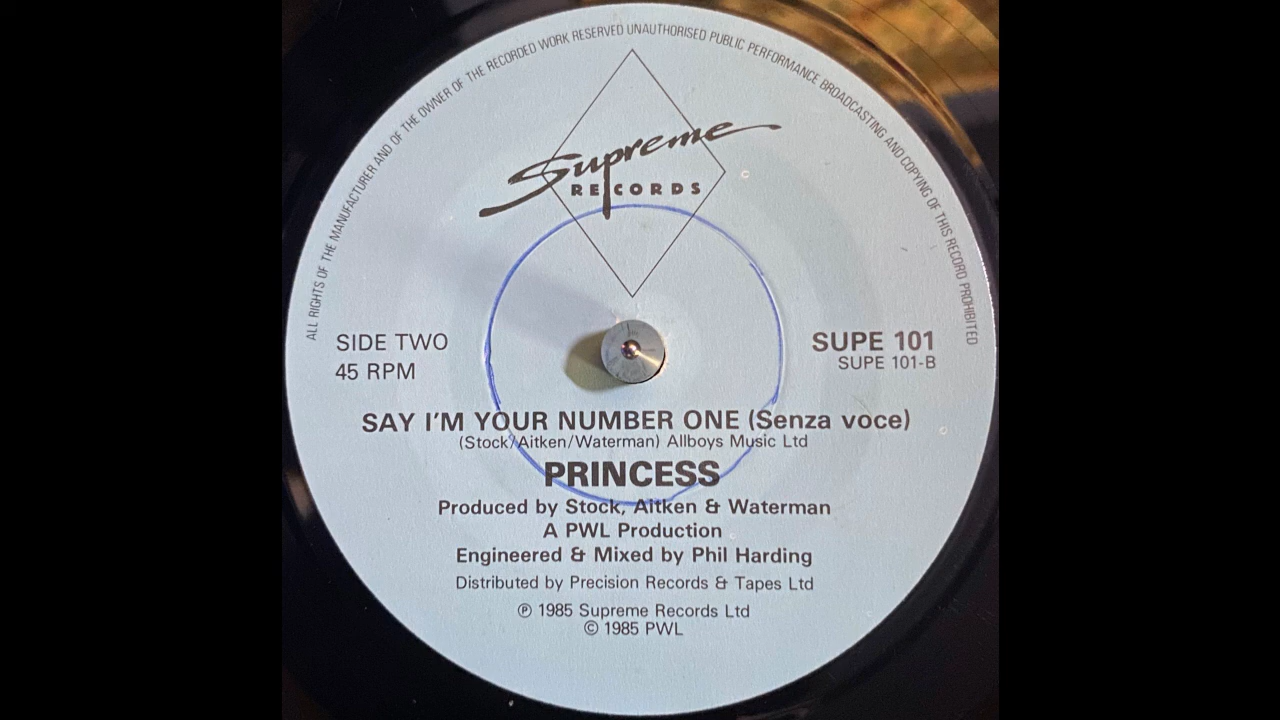 ALL RIGHTS OF THE MANUFACTURER AND OF THE OWNER OF THE RECORDED WORK RESERVED UNAUTHORISED PUBLIC PERFORMANCE BROADCASTING AND COPYING OF THIS RECORD PROHIBITED
Supreme
RECORDS
SIDE TWO
45 RPM
SUPE 101
SUPE 101-B
SAY I'M YOUR NUMBER ONE (Senza voce)
(Stock/Aitken/Waterman) Allboys Music Ltd
PRINCESS
Produced by Stock, Aitken & Waterman
A PWL Production
Engineered & Mixed by Phil Harding
Distributed by Precision Records & Tapes Ltd
℗ 1985 Supreme Records Ltd
© 1985 PWL